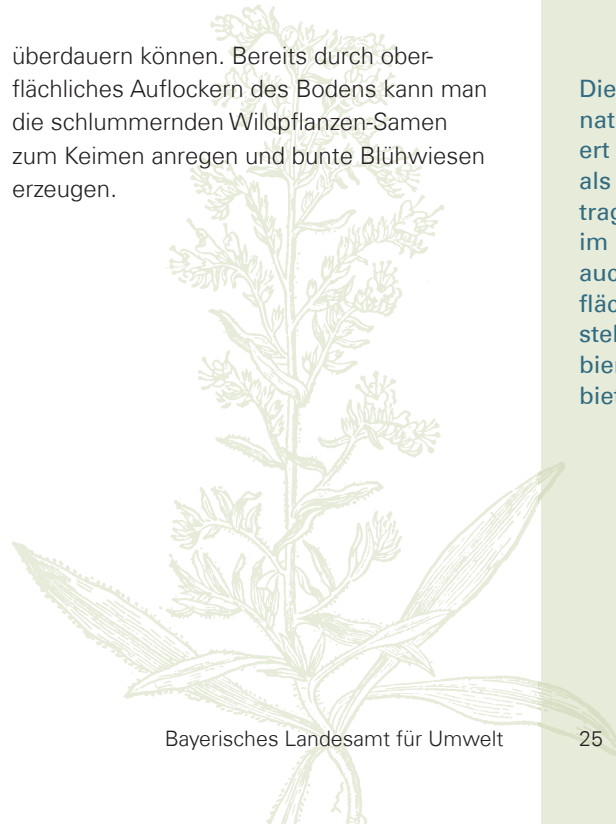 überdauern können. Bereits durch ober-
flächliches Auflockern des Bodens kann man
die schlummernden Wildpflanzen-Samen
zum Keimen anregen und bunte Blühwiesen
erzeugen.
Die
nat
ert
als
trag
im
auc
fläc
stel
bien
biet
Bayerisches Landesamt für Umwelt 25